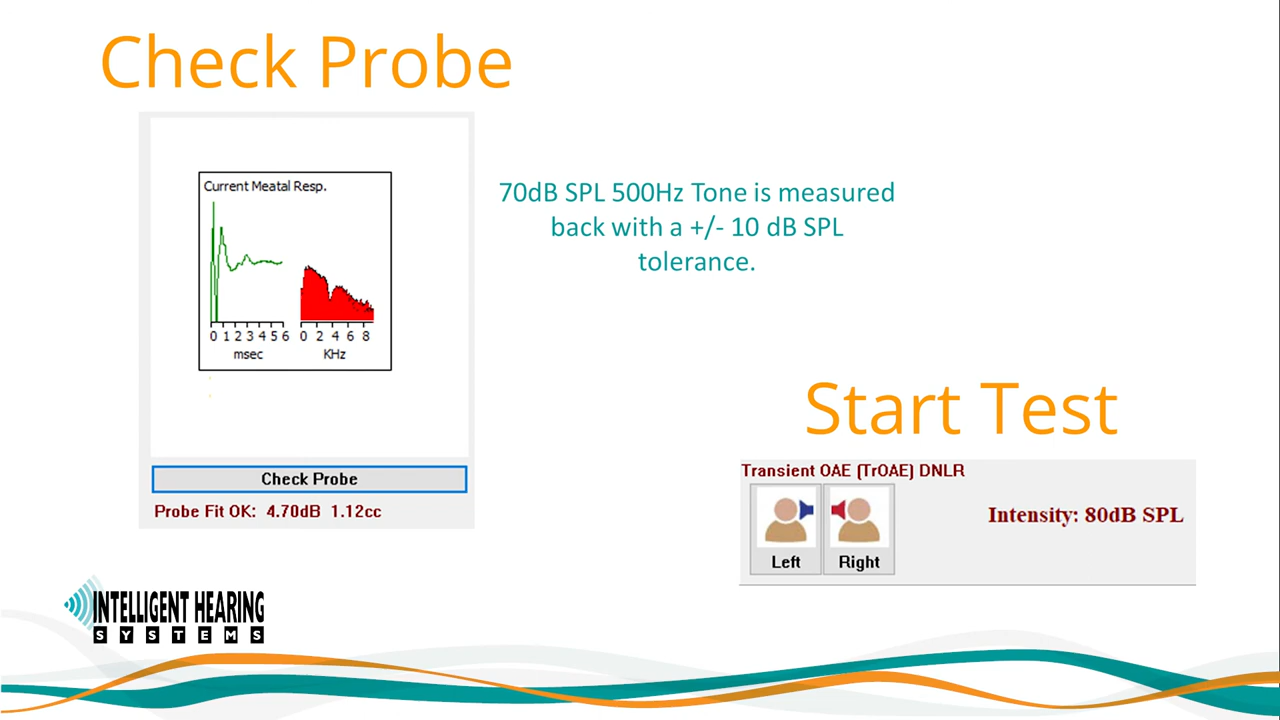 Check Probe
Current Meatal Resp.
0 1 2 3 4 5 6
msec
0 2 4 6 8
KHz
Check Probe
Probe Fit OK: 4.70dB 1.12cc
70dB SPL 500Hz Tone is measured
back with a +/- 10 dB SPL
tolerance.
Start Test
Transient OAE (TrOAE) DNLR
Left
Right
Intensity: 80dB SPL
INTELLIGENT HEARING
SYSTEMS